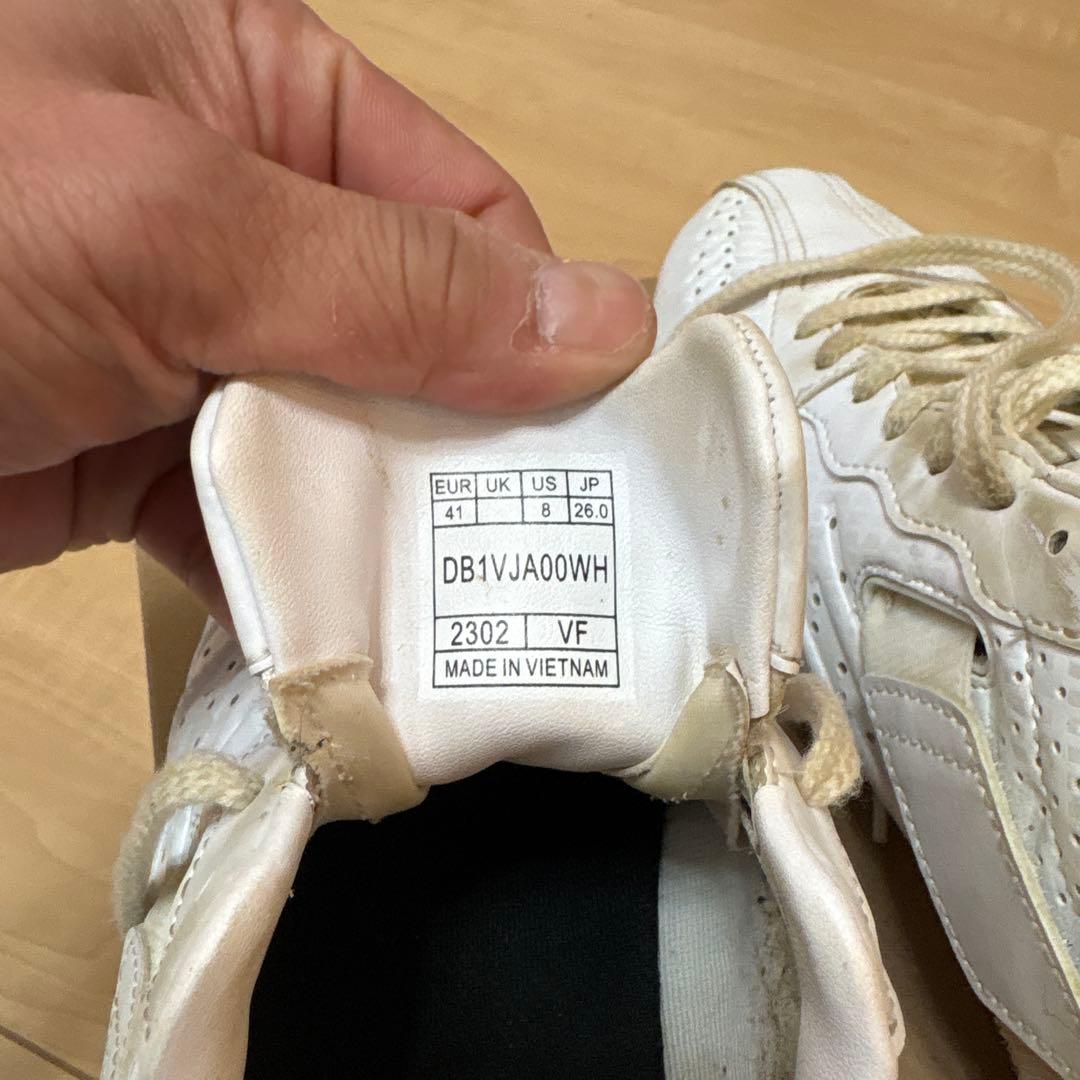 EUR UK US JP
41 8 26.0
DB1VJA00WH
2302 VF
MADE IN VIETNAM